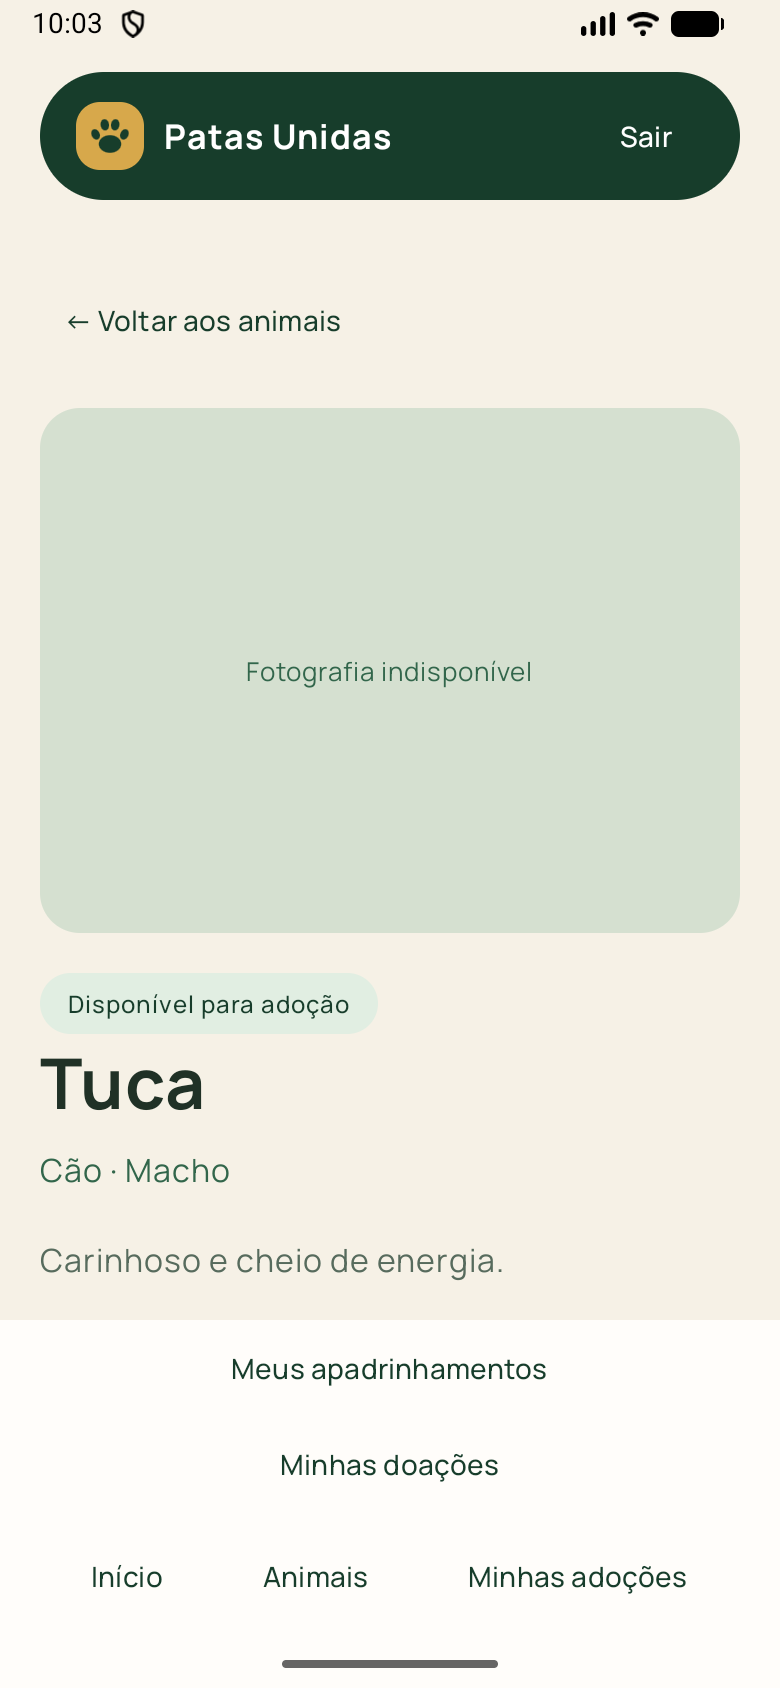 10:03
Patas Unidas
Sair
← Voltar aos animais
Fotografia indisponível
Disponível para adoção
Tuca
Cão · Macho
Carinhoso e cheio de energia.
Meus apadrinhamentos
Minhas doações
Início
Animais
Minhas adoções